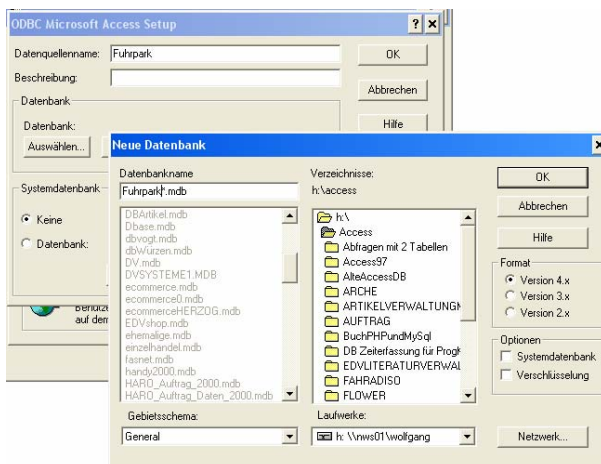 ODBC Microsoft Access Setup
Datenquellenname: Fuhrpark
OK
Beschreibung:
Abbrechen
Datenbank
Datenbank:
Hilfe
Auswählen...
Systemdatenbank
Keine
Datenbank:
auf dem
Neue Datenbank
Datenbankname
Fuhrpark*.mdb
DBArtikel.mdb
Dbase.mdb
dbvogt.mdb
dbWürzen.mdb
DV.mdb
DVSYSTEME1.MDB
ecommerce.mdb
ecommerce0.mdb
ecommerceHERZOG.mdb
EDVshop.mdb
ehemalige.mdb
einzelhandel.mdb
fasnet.mdb
handy2000.mdb
HARO_Auftrag_2000.mdb
HARO_Auftrag_Daten_2000.mdb
Gebietsschema:
General
Verzeichnisse:
h:\access
h:\
Access
Abfragen mit 2 Tabellen
Access97
AlteAccessDB
ARCHE
ARTIKELVERWALTUNGN
AUFTRAG
BuchPHPundMySql
DB Zeiterfassung für Progr
EDVLITERATURVERWAL
FAHRADISO
FLOWER
Laufwerke:
h: \\nws01\wolfgang
OK
Abbrechen
Hilfe
Format
Version 4.x
Version 3.x
Version 2.x
Optionen
Systemdatenbank
Verschlüsselung
Netzwerk...